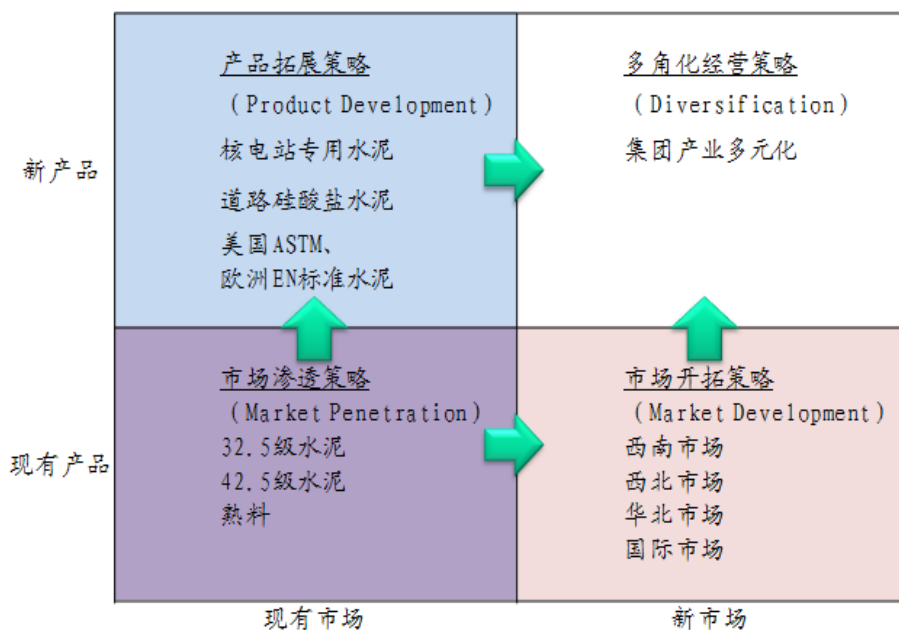 产品拓展策略
（Product Development）
核电站专用水泥
道路硅酸盐水泥
美国ASTM、
欧洲EN标准水泥
多角化经营策略
（Diversification）
集团产业多元化
新产品
市场渗透策略
（Market Penetration）
32.5级水泥
42.5级水泥
熟料
市场开拓策略
（Market Development）
西南市场
西北市场
华北市场
国际市场
现有产品
现有市场
新市场